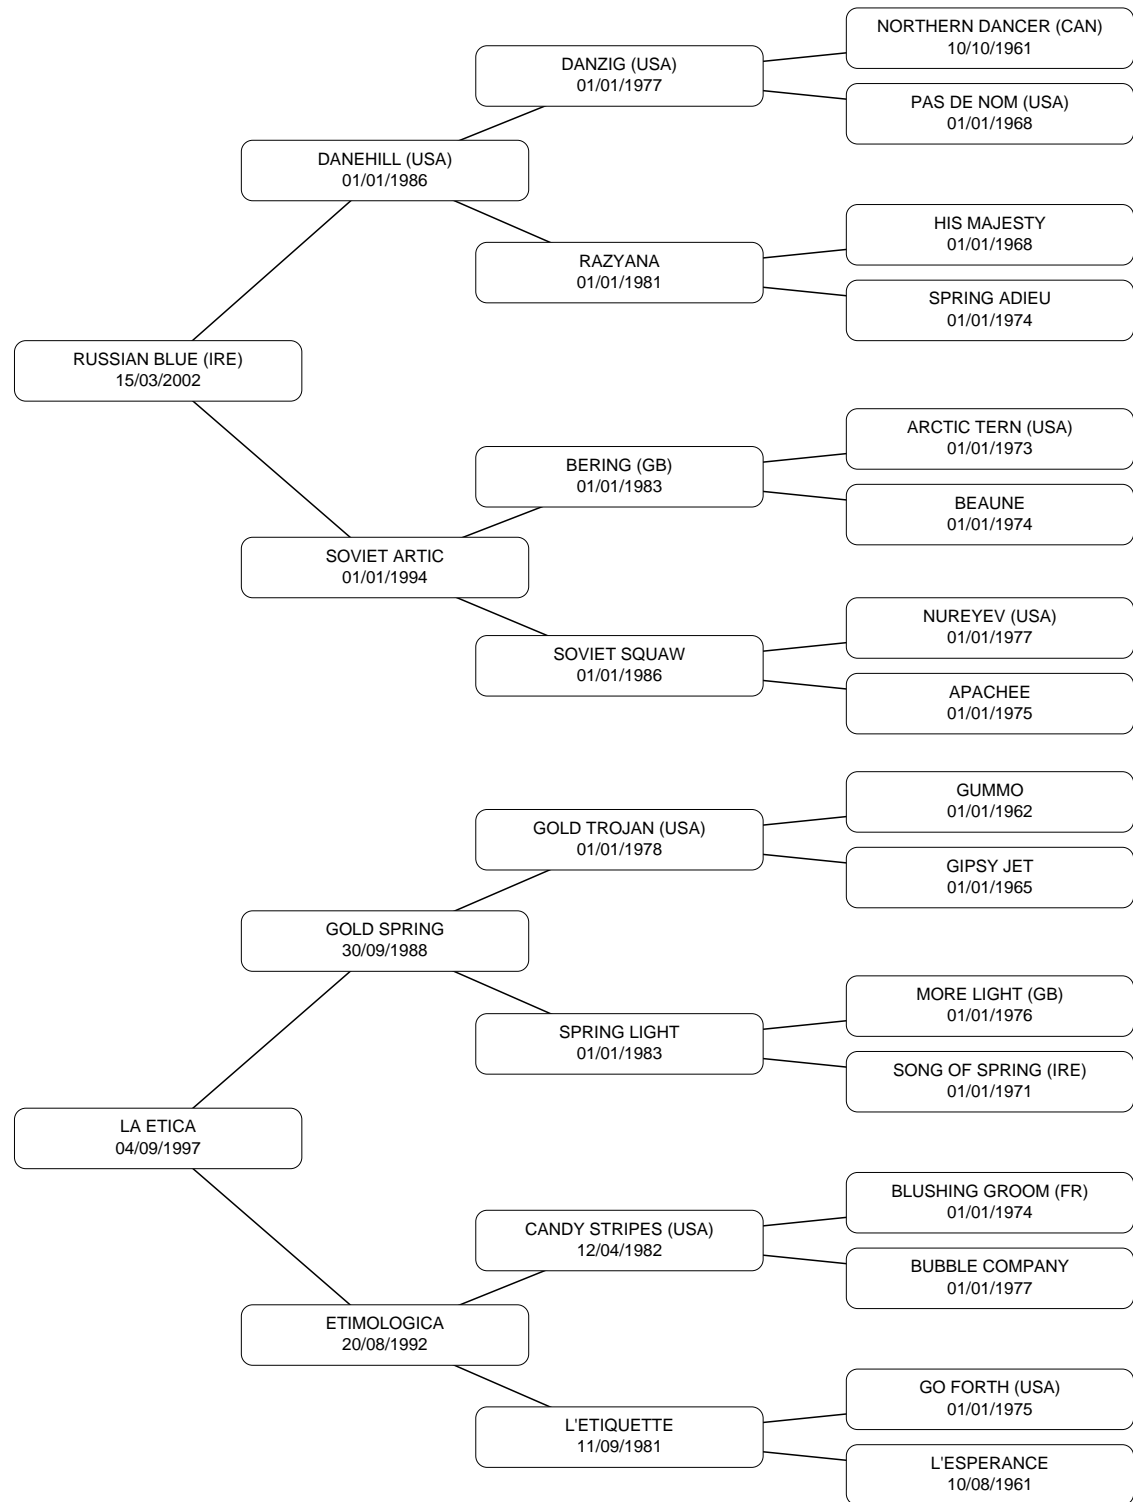 NORTHERN DANCER (CAN)
10/10/1961
DANZIG (USA)
01/01/1977
PAS DE NOM (USA)
01/01/1968
DANEHILL (USA)
01/01/1986
HIS MAJESTY
01/01/1968
RAZYANA
01/01/1981
SPRING ADIEU
01/01/1974
RUSSIAN BLUE (IRE)
15/03/2002
ARCTIC TERN (USA)
01/01/1973
BERING (GB)
01/01/1983
BEAUNE
01/01/1974
SOVIET ARTIC
01/01/1994
NUREYEV (USA)
01/01/1977
SOVIET SQUAW
01/01/1986
APACHEE
01/01/1975
GUMMO
01/01/1962
GOLD TROJAN (USA)
01/01/1978
GIPSY JET
01/01/1965
GOLD SPRING
30/09/1988
MORE LIGHT (GB)
01/01/1976
SPRING LIGHT
01/01/1983
SONG OF SPRING (IRE)
01/01/1971
LA ETICA
04/09/1997
BLUSHING GROOM (FR)
01/01/1974
CANDY STRIPES (USA)
12/04/1982
BUBBLE COMPANY
01/01/1977
ETIMOLOGICA
20/08/1992
GO FORTH (USA)
01/01/1975
L'ETIQUETTE
11/09/1981
L'ESPERANCE
10/08/1961